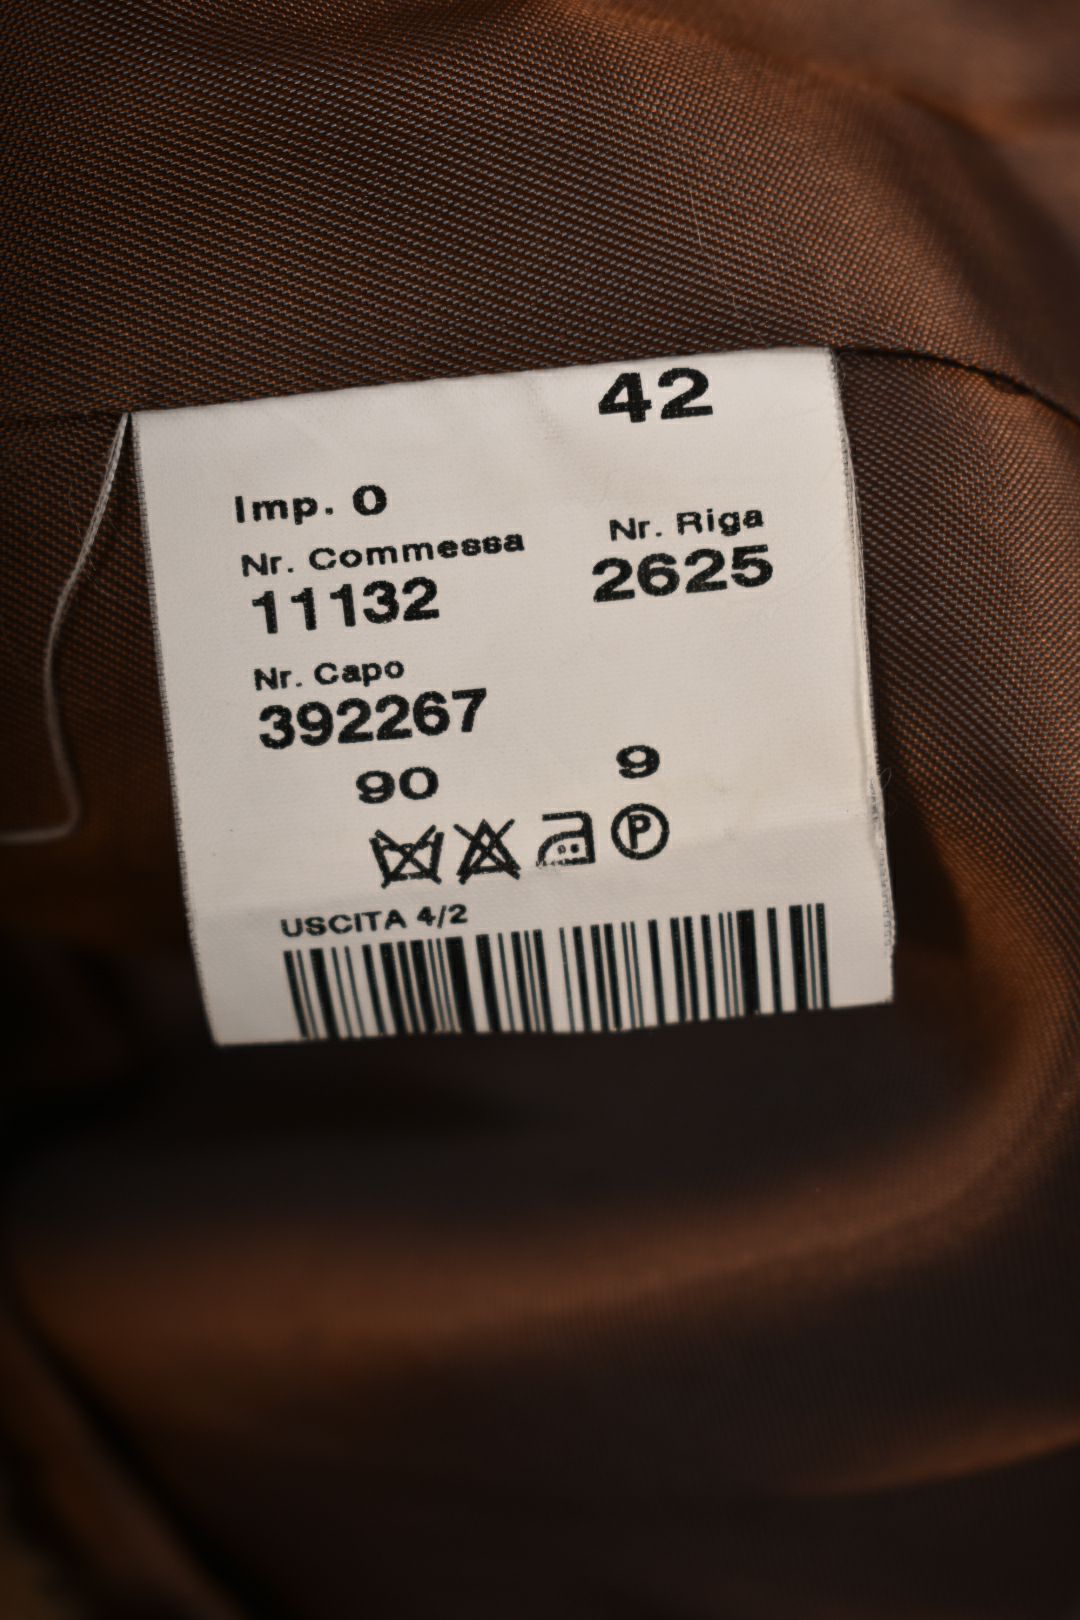 42
Imp. 0
Nr. Commessa Nr. Riga
11132 2625
Nr. Capo
392267
90 9
P
USCITA 4/2